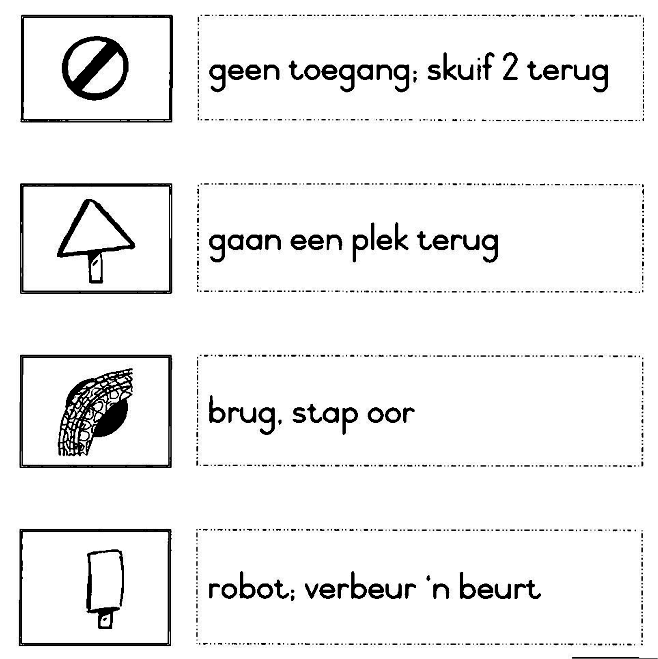 geen toegang; skuif 2 terug
gaan een plek terug
brug, stap oor
robot; verbeur 'n beurt